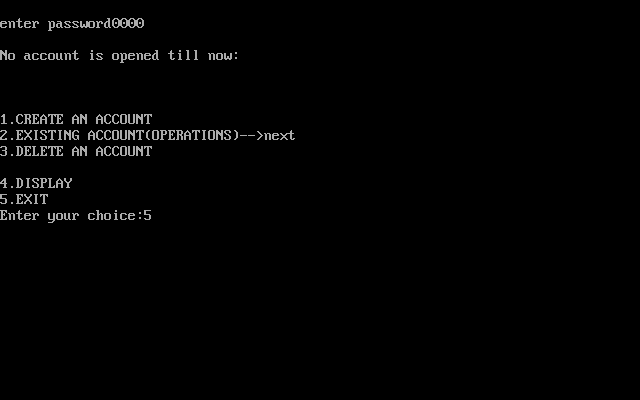 enter password0000
No account is opened till now:
1.CREATE AN ACCOUNT
2.EXISTING ACCOUNT(OPERATIONS)-->next
3.DELETE AN ACCOUNT
4.DISPLAY
5.EXIT
Enter your choice:5